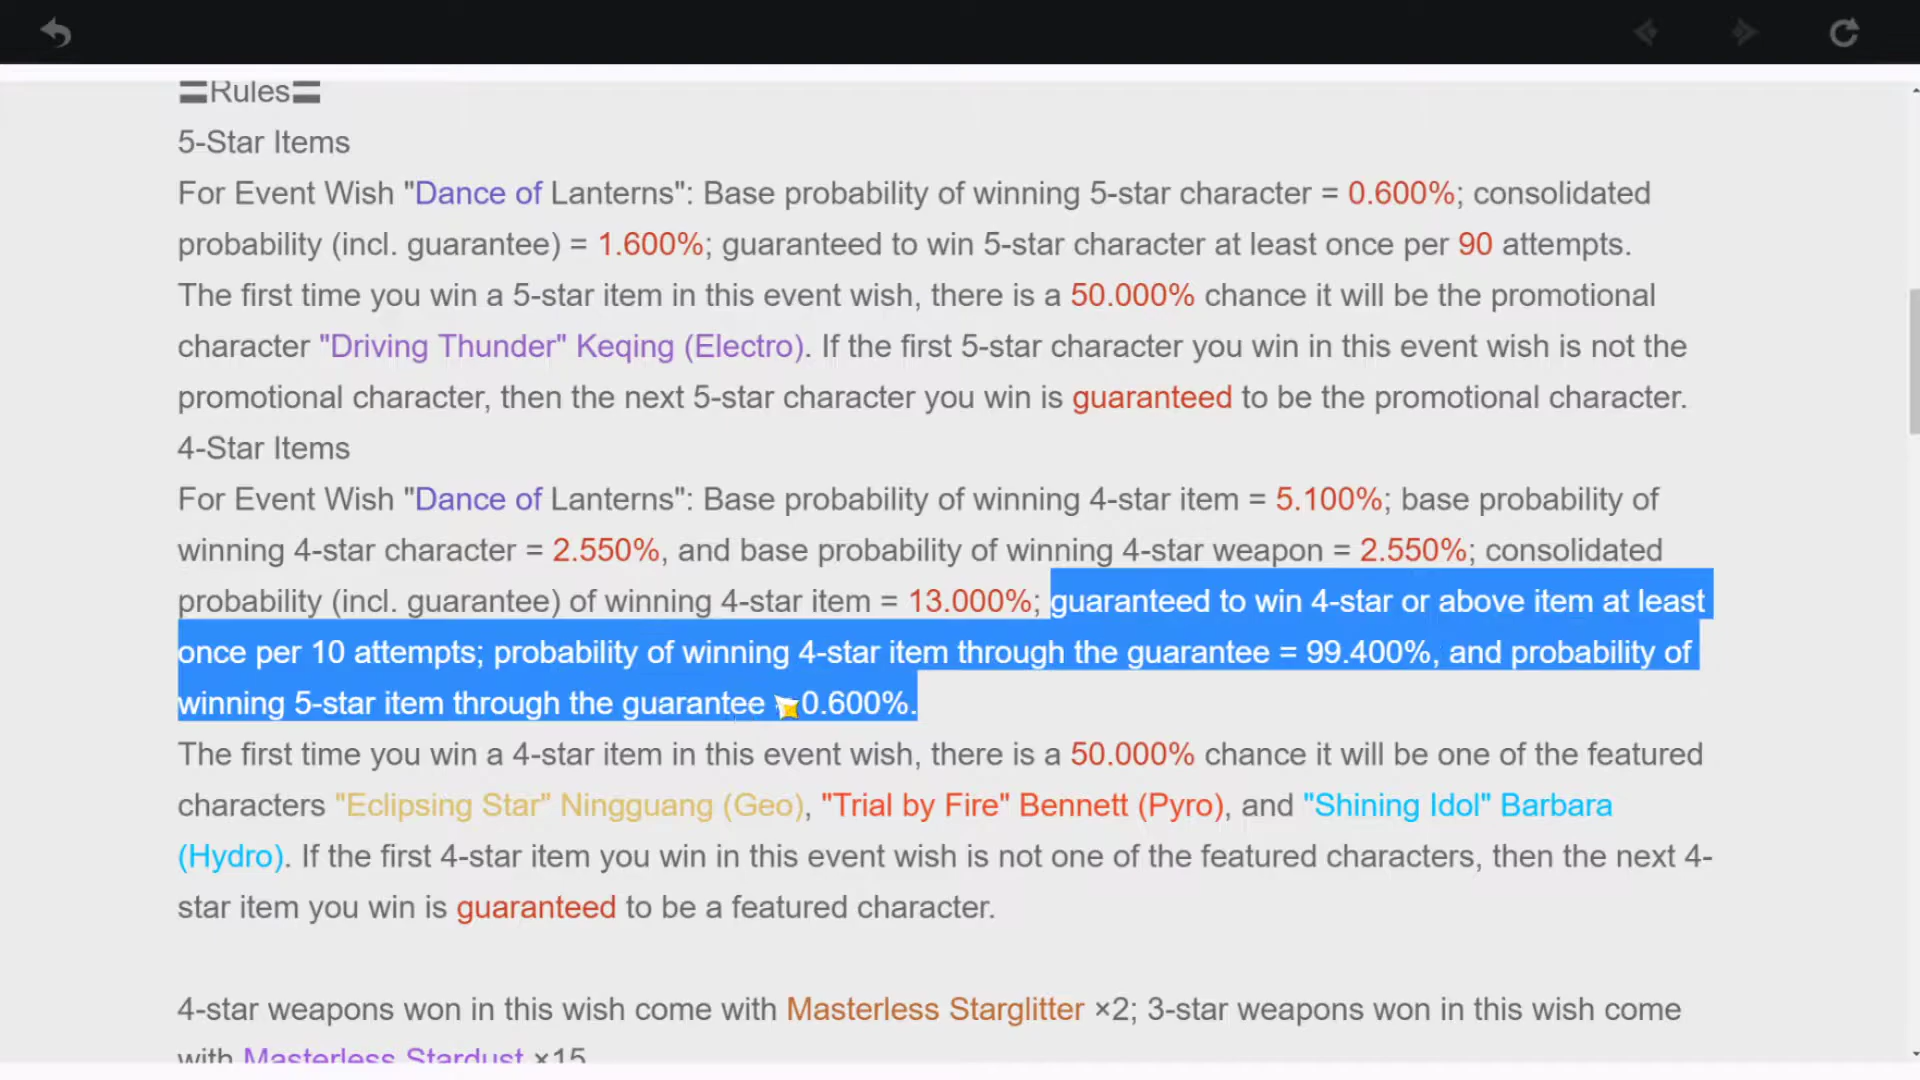 〓Rules〓
5-Star Items
For Event Wish "Dance of Lanterns": Base probability of winning 5-star character = 0.600%; consolidated
probability (incl. guarantee) = 1.600%; guaranteed to win 5-star character at least once per 90 attempts.
The first time you win a 5-star item in this event wish, there is a 50.000% chance it will be the promotional
character "Driving Thunder" Keqing (Electro). If the first 5-star character you win in this event wish is not the
promotional character, then the next 5-star character you win is guaranteed to be the promotional character.
4-Star Items
For Event Wish "Dance of Lanterns": Base probability of winning 4-star item = 5.100%; base probability of
winning 4-star character = 2.550%, and base probability of winning 4-star weapon = 2.550%; consolidated
probability (incl. guarantee) of winning 4-star item = 13.000%; guaranteed to win 4-star or above item at least
once per 10 attempts; probability of winning 4-star item through the guarantee = 99.400%, and probability of
winning 5-star item through the guarantee 0.600%.
The first time you win a 4-star item in this event wish, there is a 50.000% chance it will be one of the featured
characters "Eclipsing Star" Ningguang (Geo), "Trial by Fire" Bennett (Pyro), and "Shining Idol" Barbara
(Hydro). If the first 4-star item you win in this event wish is not one of the featured characters, then the next 4-
star item you win is guaranteed to be a featured character.
4-star weapons won in this wish come with Masterless Starglitter ×2; 3-star weapons won in this wish come
with Masterless Stardust ×15